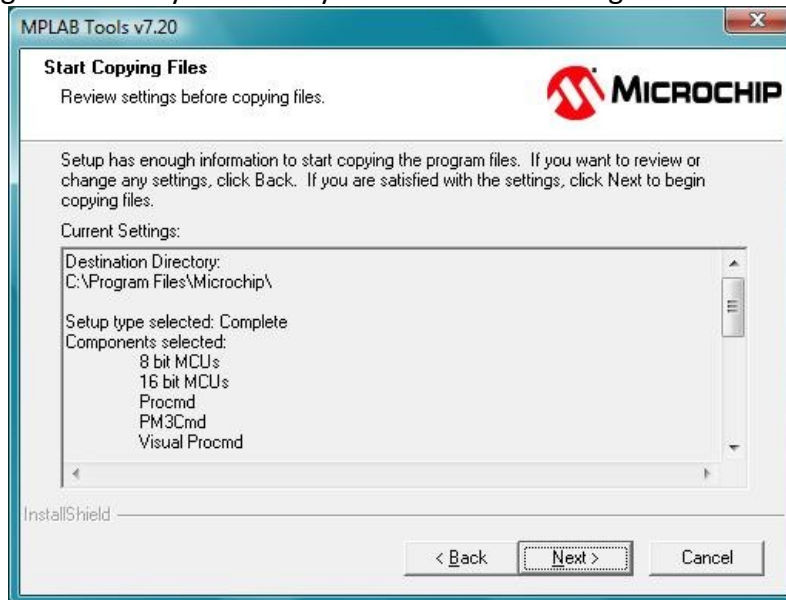 MPLAB Tools v7.20
Start Copying Files
Review settings before copying files.
MICROCHIP
Setup has enough information to start copying the program files. If you want to review or
change any settings, click Back. If you are satisfied with the settings, click Next to begin
copying files.
Current Settings:
Destination Directory:
C:\Program Files\Microchip\
Setup type selected: Complete
Components selected:
8 bit MCUs
16 bit MCUs
Procmd
PM3Cmd
Visual Procmd
InstallShield
< Back Next > Cancel